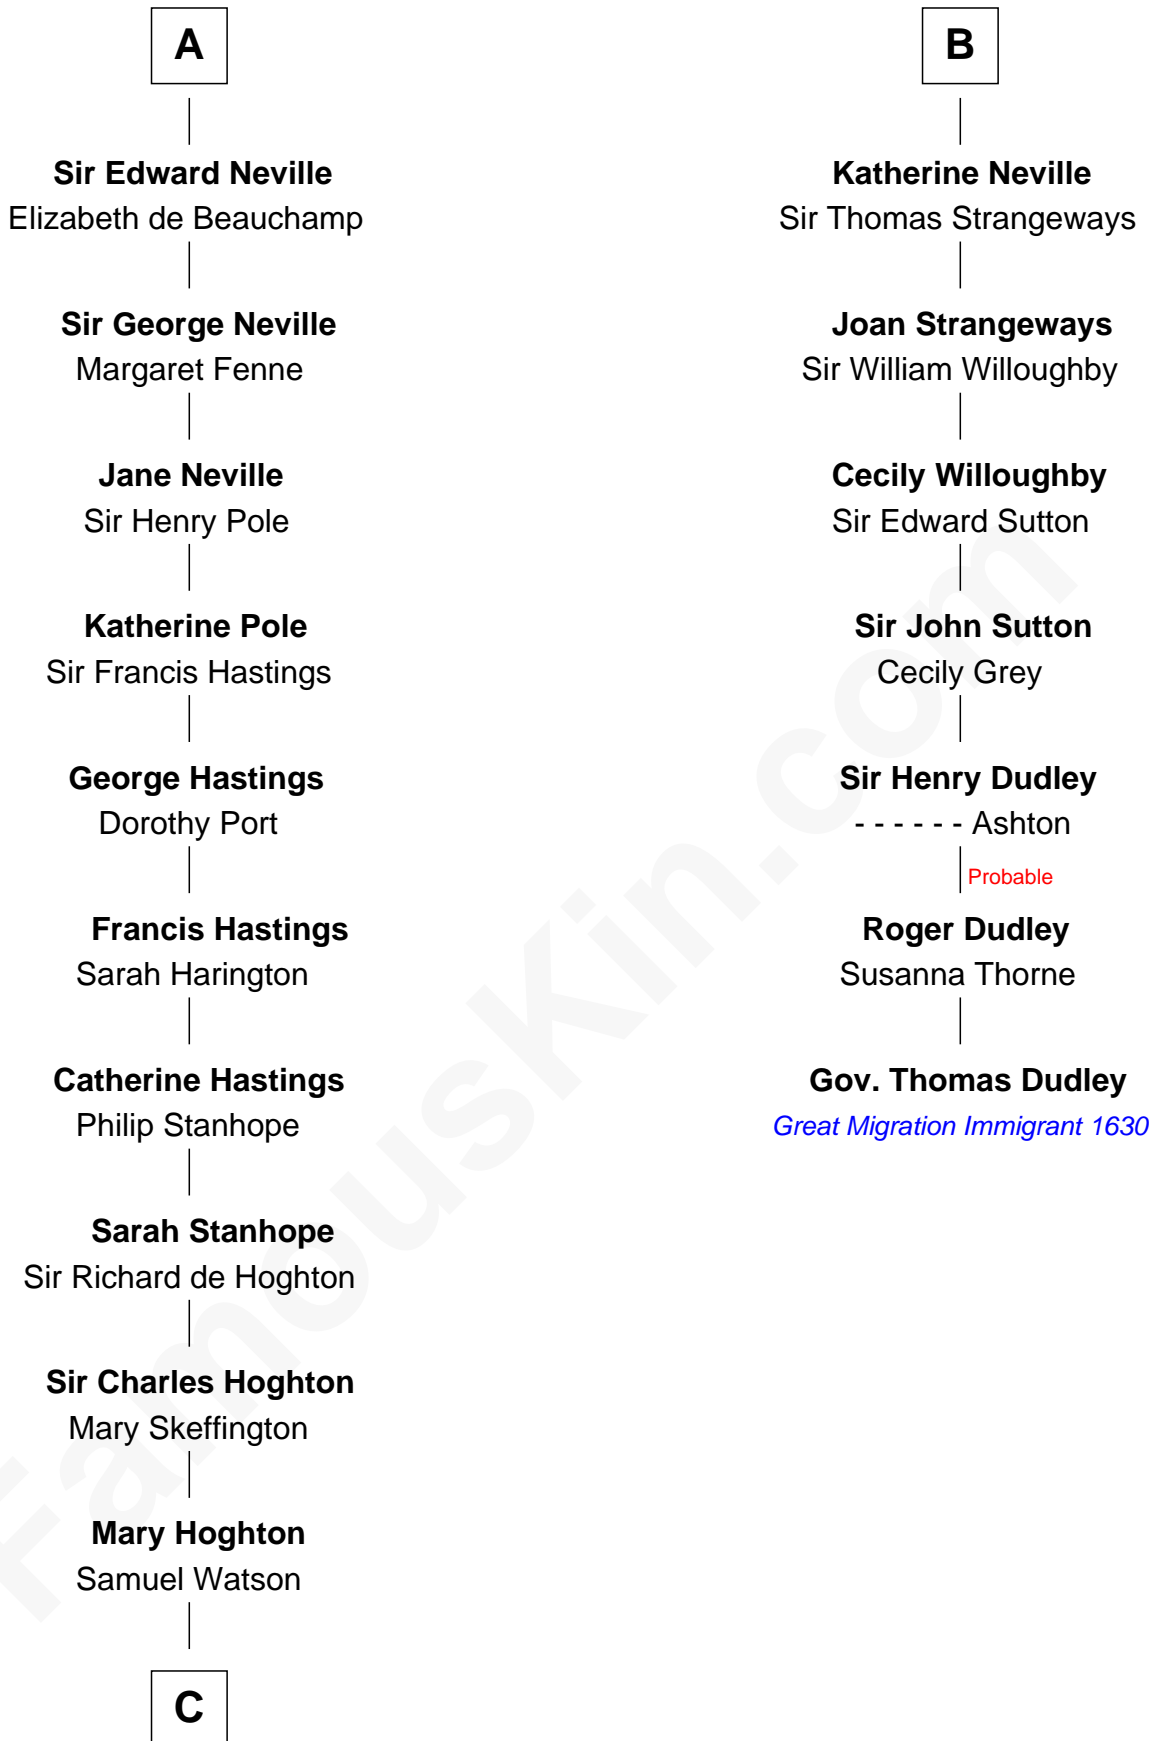 A
Sir Edward Neville
Elizabeth de Beauchamp
Sir George Neville
Margaret Fenne
Jane Neville
Sir Henry Pole
Katherine Pole
Sir Francis Hastings
George Hastings
Dorothy Port
Francis Hastings
Sarah Harington
Catherine Hastings
Philip Stanhope
Sarah Stanhope
Sir Richard de Hoghton
Sir Charles Hoghton
Mary Skeffington
Mary Hoghton
Samuel Watson
C
B
Katherine Neville
Sir Thomas Strangeways
Joan Strangeways
Sir William Willoughby
Cecily Willoughby
Sir Edward Sutton
Sir John Sutton
Cecily Grey
Sir Henry Dudley
- - - - - - Ashton
Probable
Roger Dudley
Susanna Thorne
Gov. Thomas Dudley
Great Migration Immigrant 1630
FamousKin.com